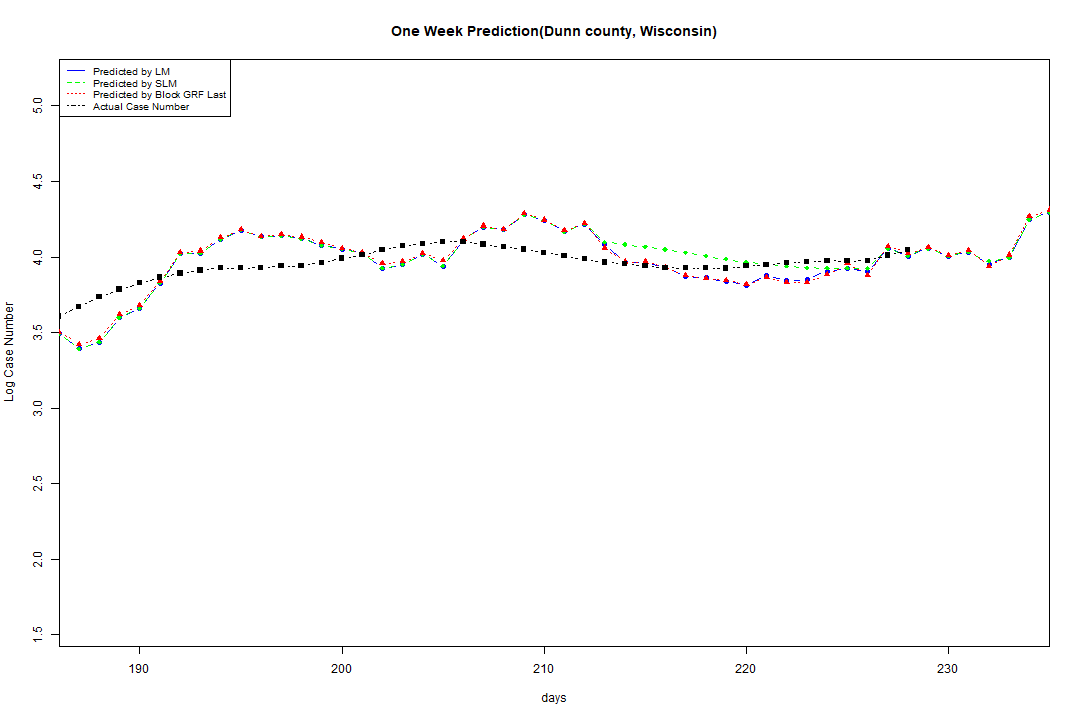 One Week Prediction(Dunn county, Wisconsin)
Predicted by LM
Predicted by SLM
Predicted by Block GRF Last
Actual Case Number
5.0
4.5
4.0
3.5
3.0
2.5
2.0
1.5
Log Case Number
190 200 210 220 230
days